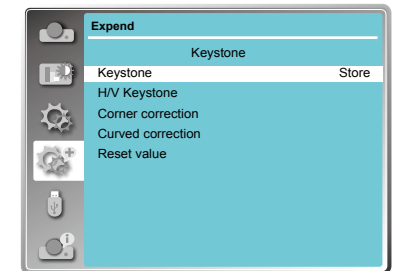 Expend
Keystone
Keystone Store
H/V Keystone
Corner correction
Curved correction
Reset value